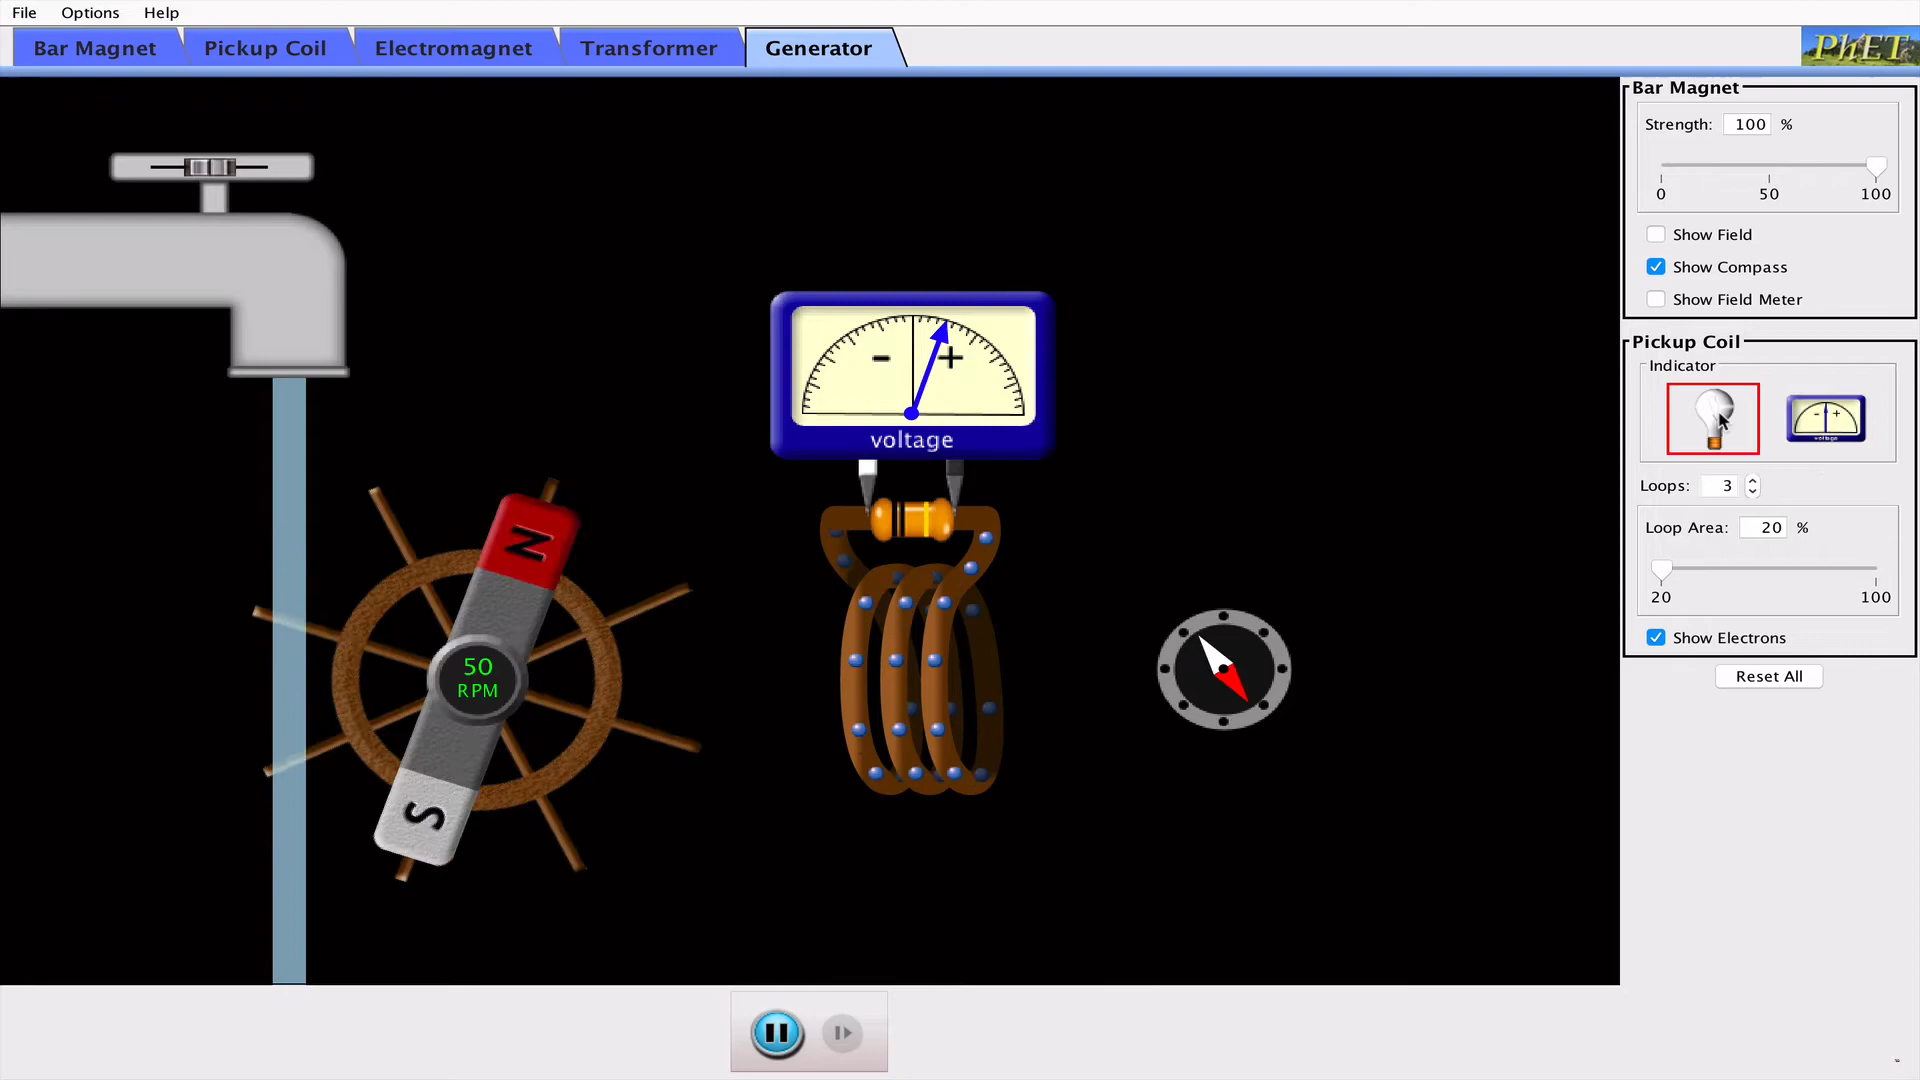 File Options Help
Bar Magnet Pickup Coil Electromagnet Transformer Generator
PhET
Bar Magnet
Strength: 100 %
0 50 100
Show Field
Show Compass
Show Field Meter
Pickup Coil
Indicator
- +
voltage
Loops: 3
Loop Area: 20 %
20 100
Show Electrons
Reset All
- +
voltage
N
50
RPM
S